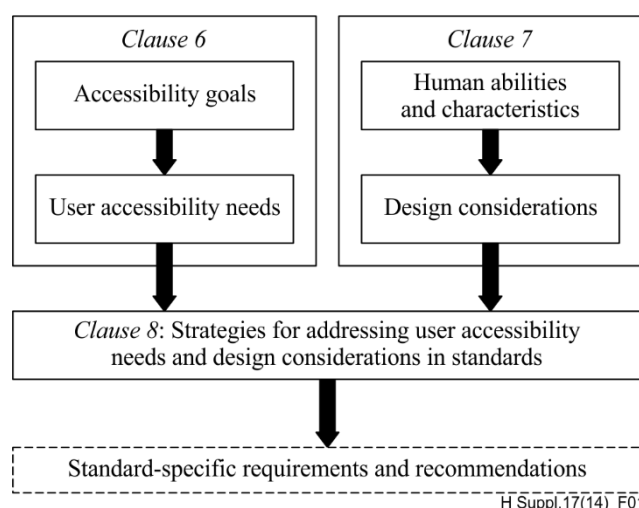 Clause 6
Accessibility goals
User accessibility needs
Clause 7
Human abilities
and characteristics
Design considerations
Clause 8: Strategies for addressing user accessibility
needs and design considerations in standards
Standard-specific requirements and recommendations
H Suppl.17(14)_F01